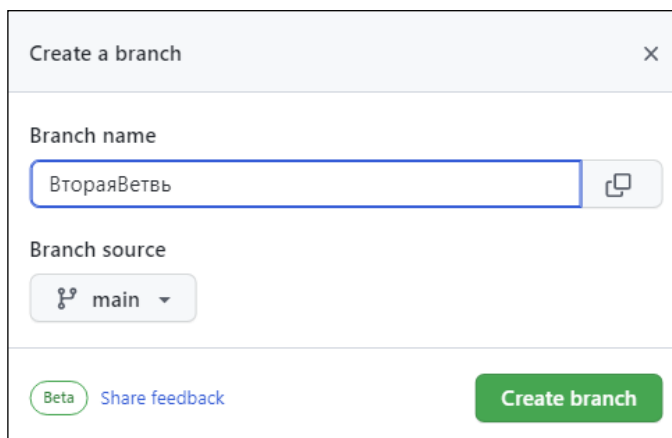 Create a branch
Branch name
ВтораяВетвь
Branch source
main
Beta Share feedback
Create branch